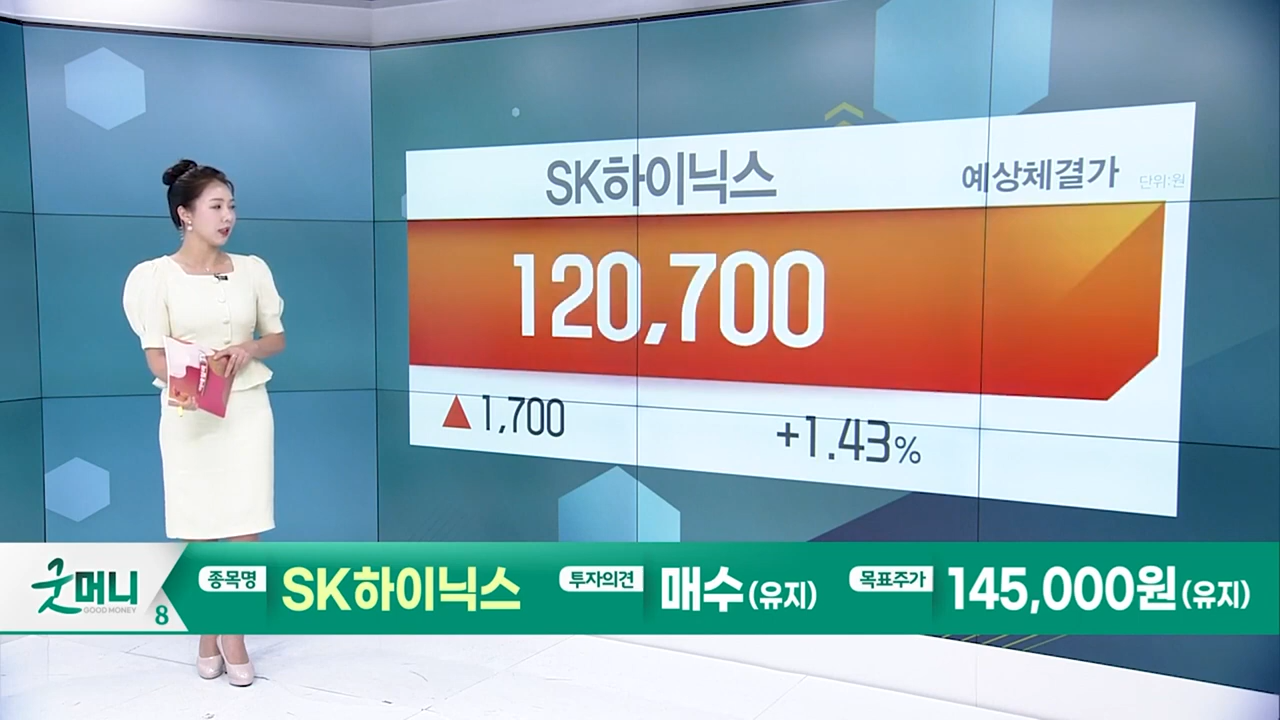 SK하이닉스
예상체결가
단위:원
120,700
▲1,700
+1.43%
굿머니
GOOD MONEY
8
종목명
SK하이닉스
투자의견
매수(유지)
목표주가
145,000원(유지)